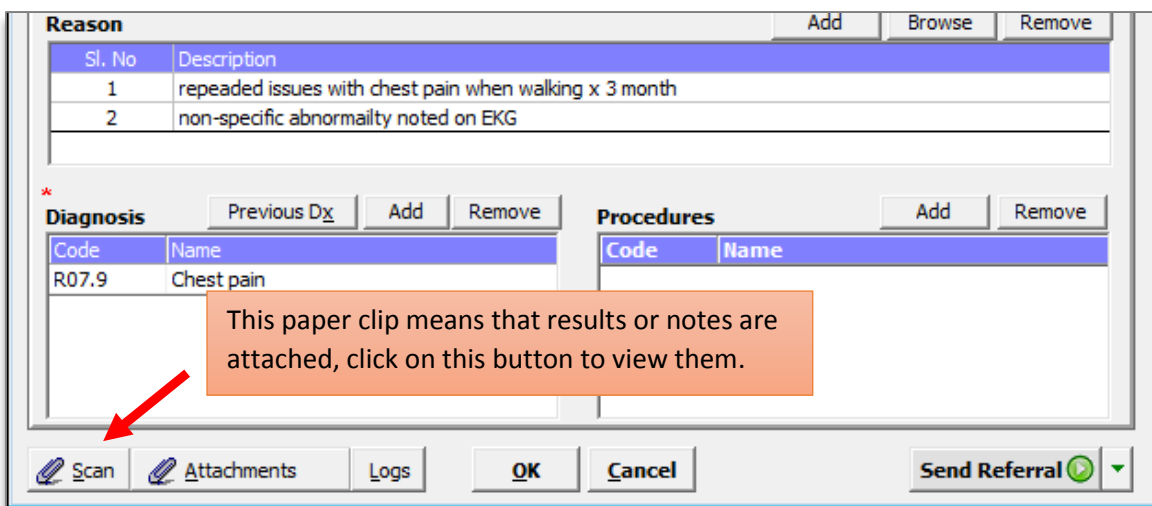 Reason Add Browse Remove
Sl. No Description
1 repeaded issues with chest pain when walking x 3 month
2 non-specific abnormailty noted on EKG
*
Diagnosis Previous Dx Add Remove Procedures Add Remove
Code Name Code Name
R07.9 Chest pain
This paper clip means that results or notes are
attached, click on this button to view them.
Scan Attachments Logs OK Cancel Send Referral